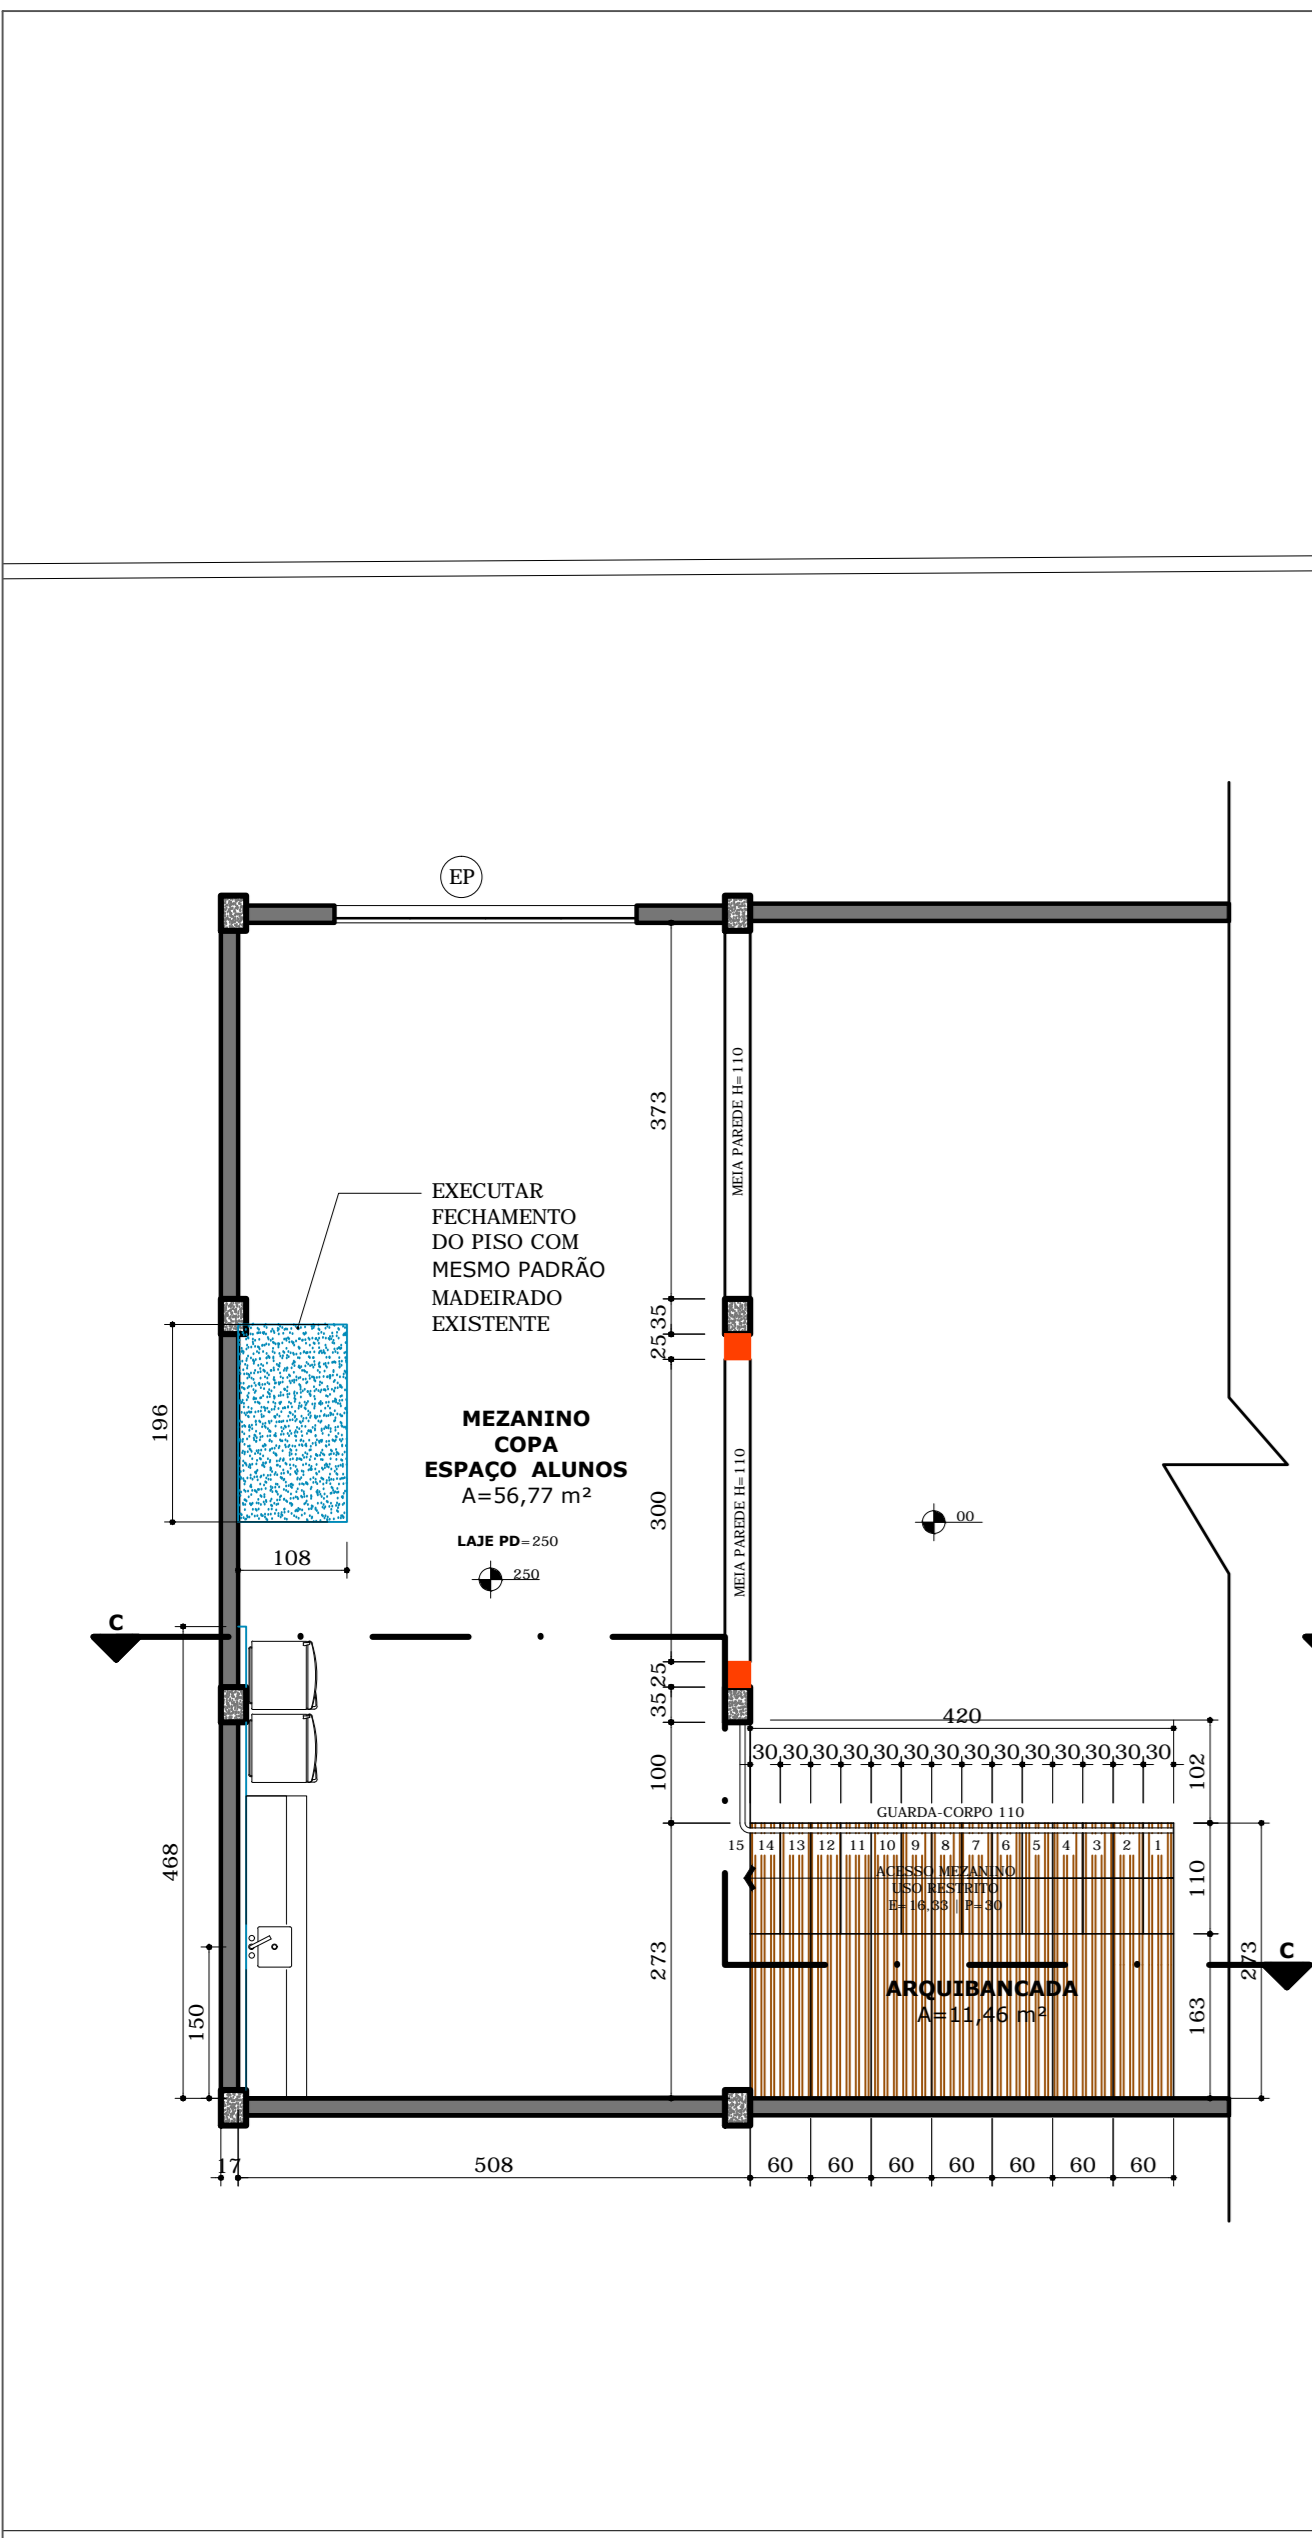 EP
373
MEIA PAREDE H=110
EXECUTAR
FECHAMENTO
DO PISO COM
MESMO PADRÃO
MADEIRADO
EXISTENTE
35
25
196
MEZANINO
COPA
ESPAÇO ALUNOS
A=56,77 m²
LAJE PD=250
250
300
MEIA PAREDE H=110
00
108
C
25
35
420
30 30 30 30 30 30 30 30 30 30 30 30 30 30
102
100
GUARDA-CORPO 110
15 14 13 12 11 10 9 8 7 6 5 4 3 2 1
ACESSO MEZANINO
USO RESTRITO
E=16,33 | P=30
110
468
273
273
C
ARQUIBANCADA
A=11,46 m²
150
163
17
508
60 60 60 60 60 60 60